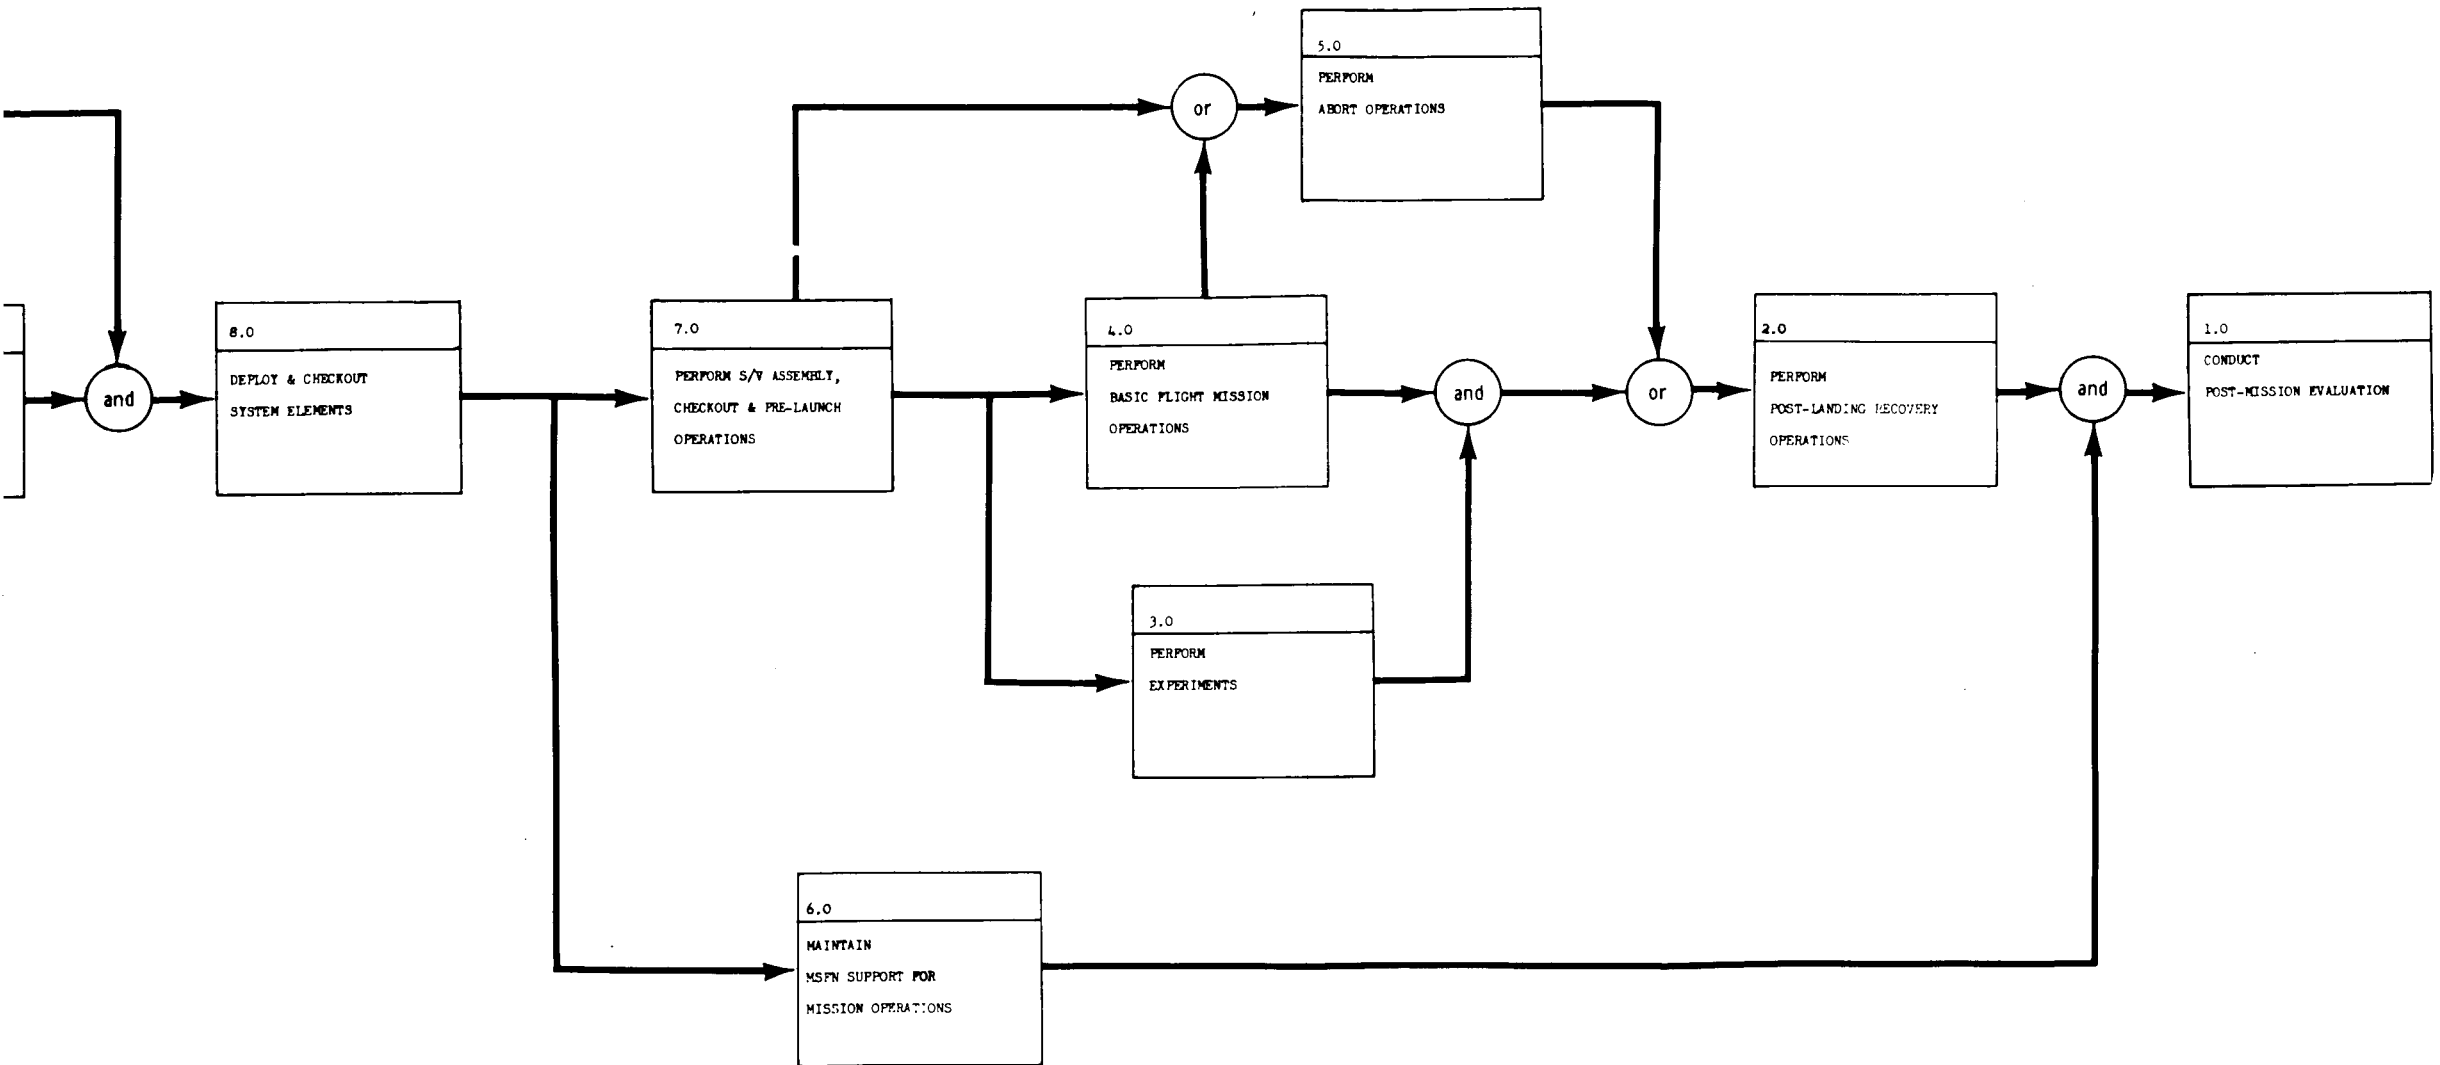 5.0
PERFORM
ABORT OPERATIONS
or
and
8.0
DEPLOY & CHECKOUT
SYSTEM ELEMENTS
7.0
PERFORM S/V ASSEMBLY,
CHECKOUT & PRE-LAUNCH
OPERATIONS
4.0
PERFORM
BASIC FLIGHT MISSION
OPERATIONS
and
or
2.0
PERFORM
POST-LANDING RECOVERY
OPERATIONS
and
1.0
CONDUCT
POST-MISSION EVALUATION
3.0
PERFORM
EXPERIMENTS
6.0
MAINTAIN
MSFN SUPPORT FOR
MISSION OPERATIONS